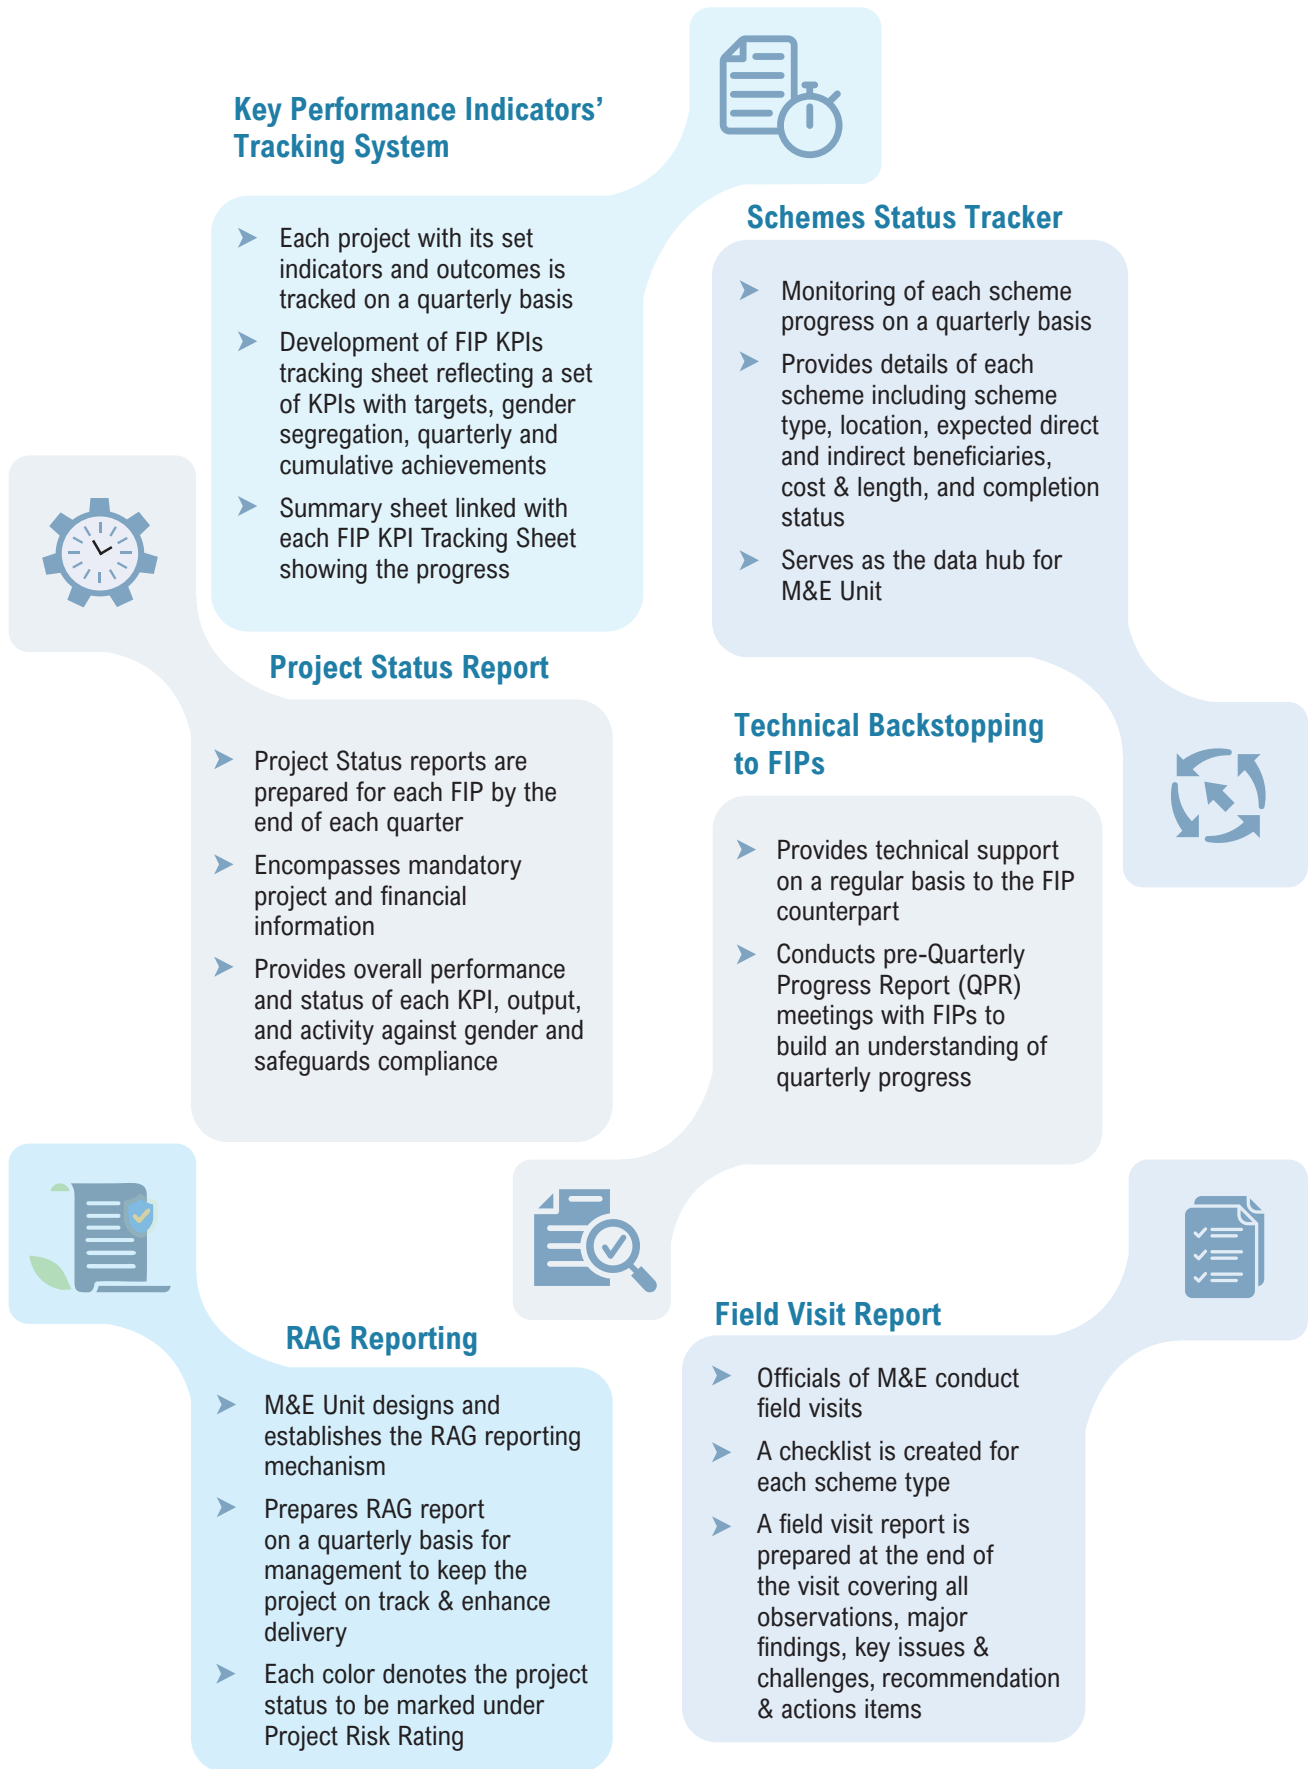 Key Performance Indicators’
Tracking System
➤ Each project with its set
indicators and outcomes is
tracked on a quarterly basis
➤ Development of FIP KPIs
tracking sheet reflecting a set
of KPIs with targets, gender
segregation, quarterly and
cumulative achievements
➤ Summary sheet linked with
each FIP KPI Tracking Sheet
showing the progress
Schemes Status Tracker
➤ Monitoring of each scheme
progress on a quarterly basis
➤ Provides details of each
scheme including scheme
type, location, expected direct
and indirect beneficiaries,
cost & length, and completion
status
➤ Serves as the data hub for
M&E Unit
Project Status Report
➤ Project Status reports are
prepared for each FIP by the
end of each quarter
➤ Encompasses mandatory
project and financial
information
➤ Provides overall performance
and status of each KPI, output,
and activity against gender and
safeguards compliance
Technical Backstopping
to FIPs
➤ Provides technical support
on a regular basis to the FIP
counterpart
➤ Conducts pre-Quarterly
Progress Report (QPR)
meetings with FIPs to
build an understanding of
quarterly progress
RAG Reporting
➤ M&E Unit designs and
establishes the RAG reporting
mechanism
➤ Prepares RAG report
on a quarterly basis for
management to keep the
project on track & enhance
delivery
➤ Each color denotes the project
status to be marked under
Project Risk Rating
Field Visit Report
➤ Officials of M&E conduct
field visits
➤ A checklist is created for
each scheme type
➤ A field visit report is
prepared at the end of
the visit covering all
observations, major
findings, key issues &
challenges, recommendation
& actions items